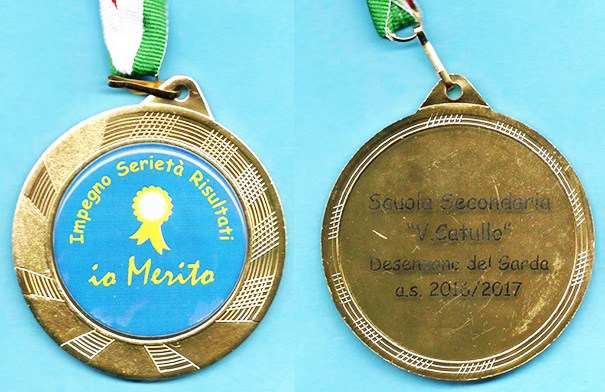 Impegno Serietà Risultati
io Merito
Scuola Secondaria
"V.Catullo"
Desenzano del Garda
a.s. 2016/2017